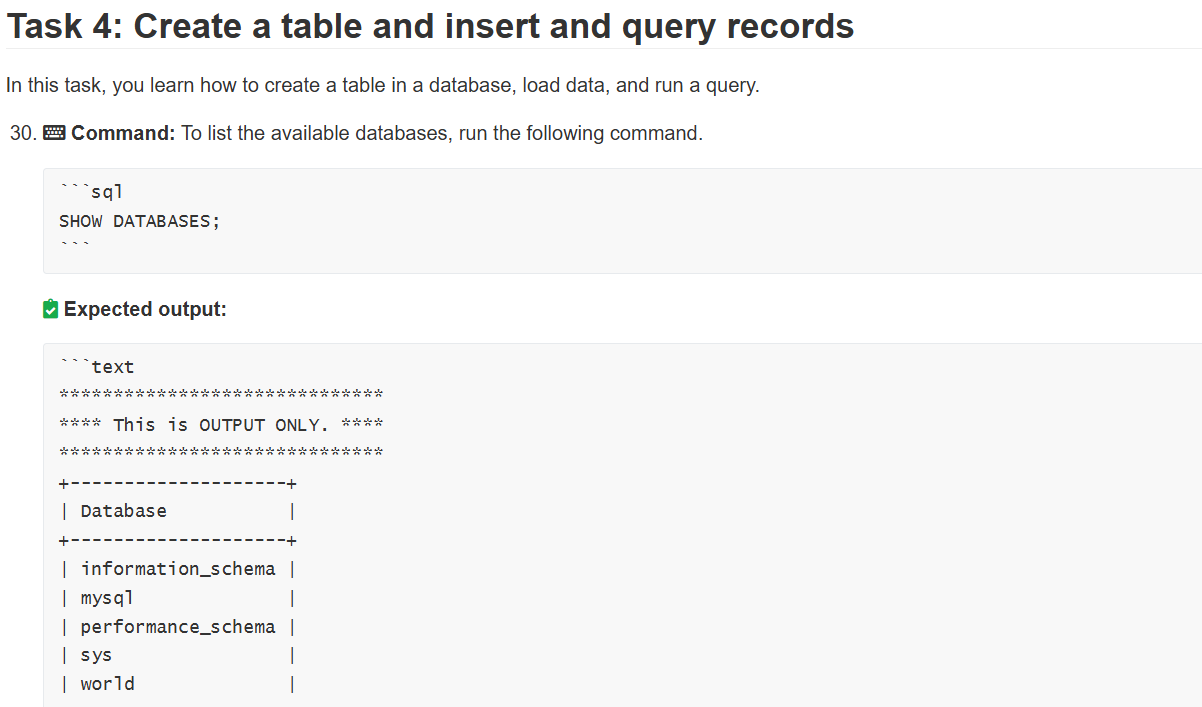 Task 4: Create a table and insert and query records
In this task, you learn how to create a table in a database, load data, and run a query.
30. Command: To list the available databases, run the following command.
```sql
SHOW DATABASES;
```
Expected output:
```text
******************************
**** This is OUTPUT ONLY. ****
******************************
+--------------------+
| Database           |
+--------------------+
| information_schema |
| mysql              |
| performance_schema |
| sys                |
| world              |